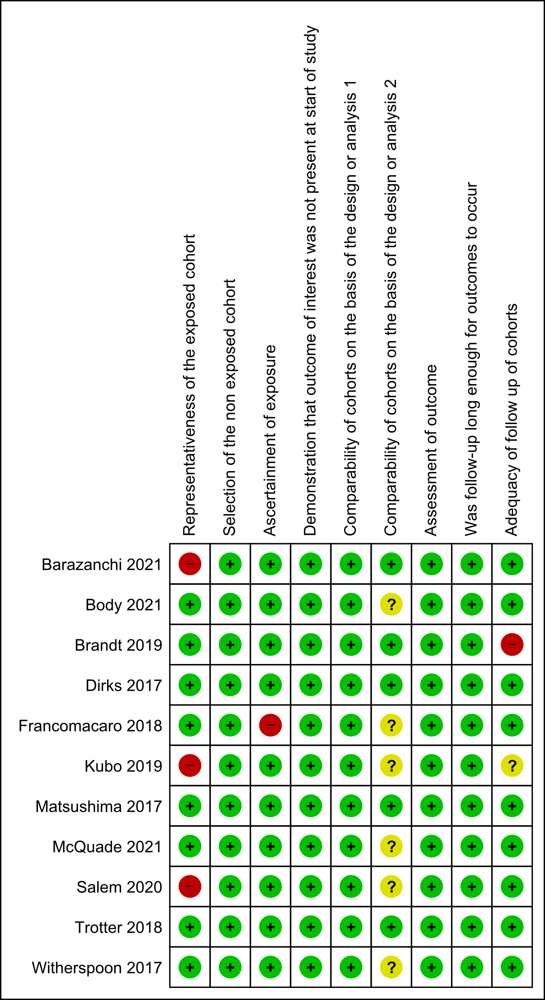 Representativeness of the exposed cohort
Selection of the non exposed cohort
Ascertainment of exposure
Demonstration that outcome of interest was not present at start of study
Comparability of cohorts on the basis of the design or analysis 1
Comparability of cohorts on the basis of the design or analysis 2
Assessment of outcome
Was follow-up long enough for outcomes to occur
Adequacy of follow up of cohorts
Barazanchi 2021 − + + + + + + + +
Body 2021 + + + + + ? + + +
Brandt 2019 + + + + + + + + −
Dirks 2017 + + + + + + + + +
Francomacaro 2018 + + − + + ? + + +
Kubo 2019 − + + + + ? + + ?
Matsushima 2017 + + + + + + + + +
McQuade 2021 + + + + + ? + + +
Salem 2020 − + + + + ? + + +
Trotter 2018 + + + + + + + + +
Witherspoon 2017 + + + + + ? + + +